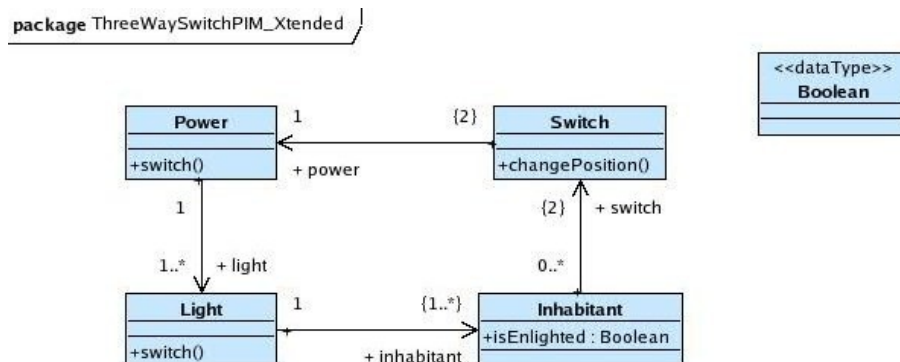 package ThreeWaySwitchPIM_Xtended
<<dataType>>
Boolean
Power
+switch()
1
{2}
+ power
Switch
+changePosition()
1
1..*
+ light
{2}
+ switch
0..*
Light
+switch()
1
{1..*}
+ inhabitant
Inhabitant
+isEnlighted : Boolean